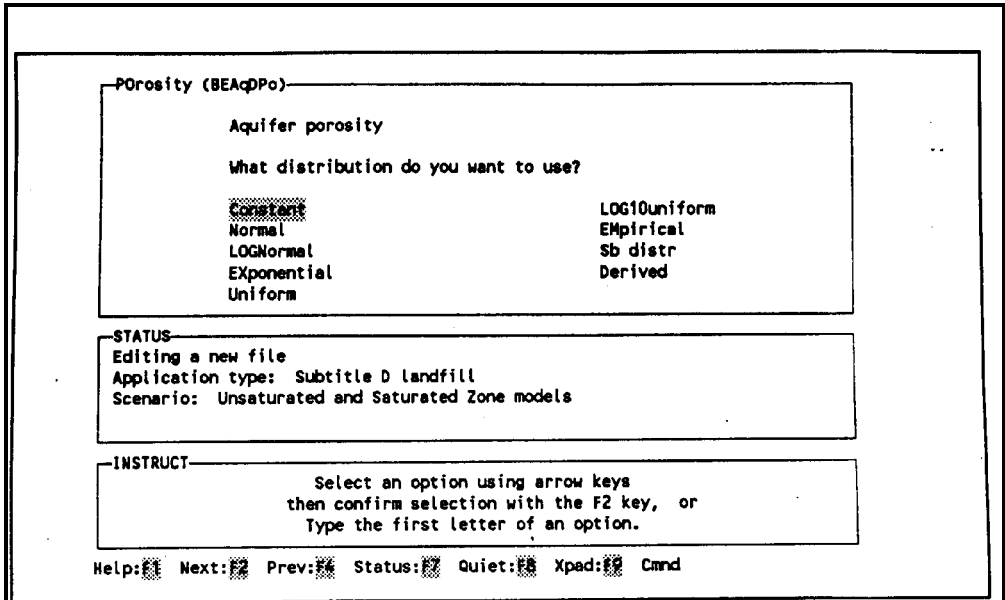 POrosity (BEAqDPo)
Aquifer porosity
What distribution do you want to use?
Constant LOG10uniform
Normal EMpirical
LOGNormal Sb distr
EXponential Derived
Uniform
STATUS
Editing a new file
Application type: Subtitle D landfill
Scenario: Unsaturated and Saturated Zone models
INSTRUCT
Select an option using arrow keys
then confirm selection with the F2 key, or
Type the first letter of an option.
Help:F1 Next:F2 Prev:F4 Status:F7 Quiet:F8 Xpad:F9 Cmnd